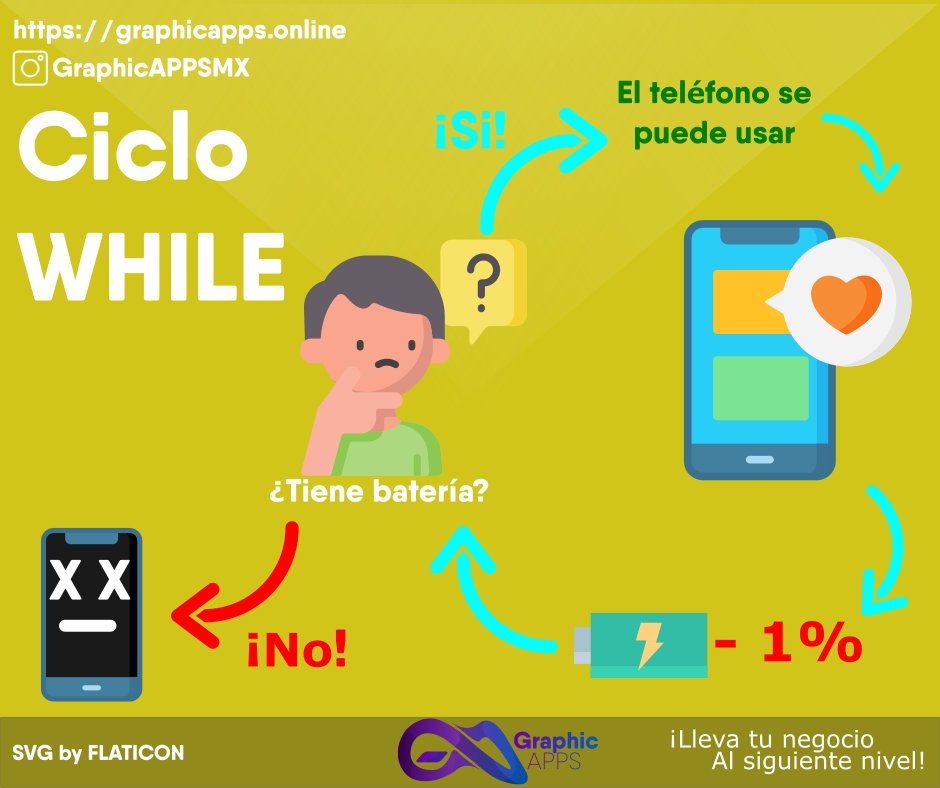 https://graphicapps.online
GraphicAPPSMX
Ciclo
WHILE
¡Si!
El teléfono se
puede usar
?
¿Tiene batería?
X X
¡No!
- 1%
SVG by FLATICON
Graphic
APPS
¡Lleva tu negocio
Al siguiente nivel!